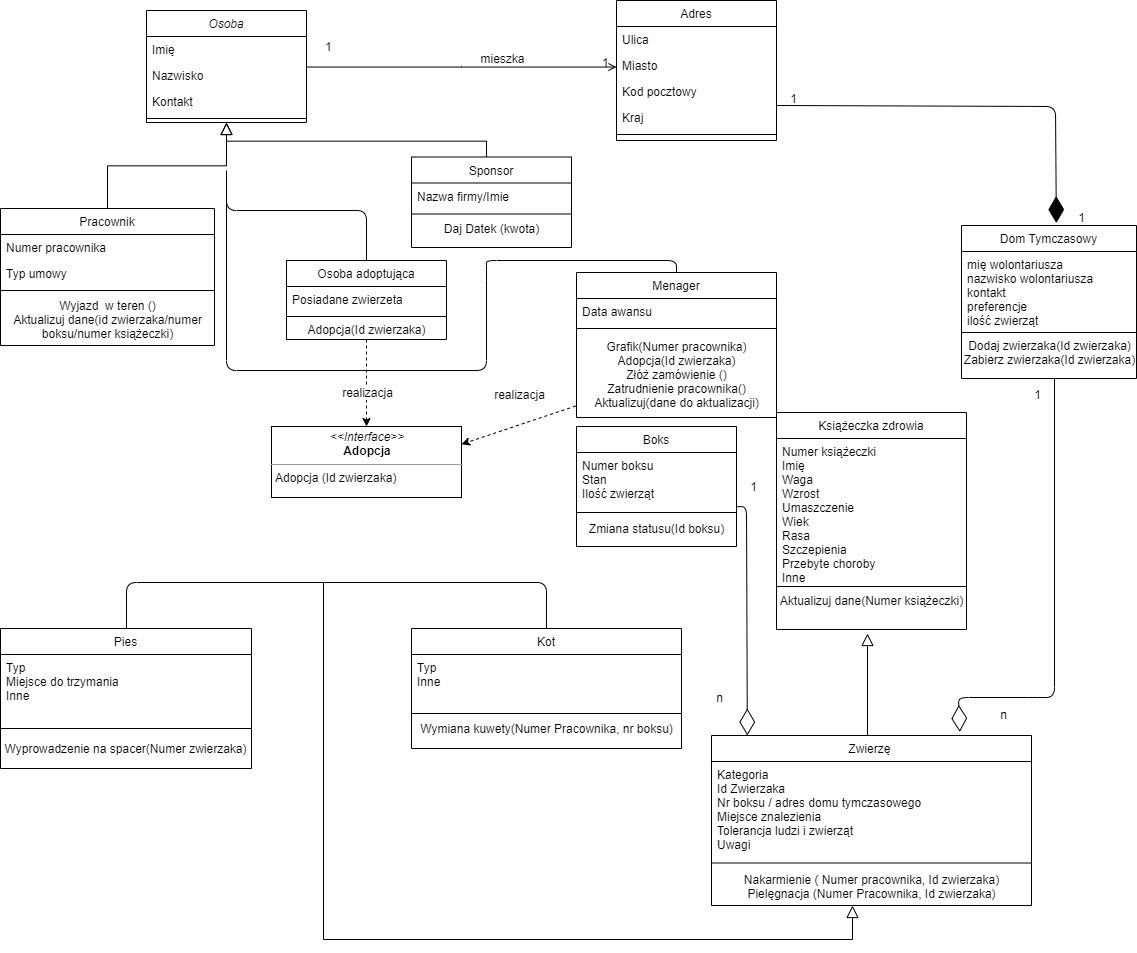 Osoba
Imię
Nazwisko
Kontakt
1
mieszka
1
Adres
Ulica
Miasto
Kod pocztowy
Kraj
1
1
Sponsor
Nazwa firmy/Imie
Daj Datek (kwota)
Pracownik
Numer pracownika
Typ umowy
Wyjazd w teren ()
Aktualizuj dane(id zwierzaka/numer
boksu/numer książeczki)
Osoba adoptująca
Posiadane zwierzeta
Adopcja(Id zwierzaka)
Menager
Data awansu
Grafik(Numer pracownika)
Adopcja(Id zwierzaka)
Złóż zamówienie ()
Zatrudnienie pracownika()
Aktualizuj(dane do aktualizacji)
Dom Tymczasowy
mię wolontariusza
nazwisko wolontariusza
kontakt
preferencje
ilość zwierząt
Dodaj zwierzaka(Id zwierzaka)
Zabierz zwierzaka(Id zwierzaka)
1
realizacja
realizacja
<<Interface>>
Adopcja
Adopcja (Id zwierzaka)
Boks
Numer boksu
Stan
Ilość zwierząt
Zmiana statusu(Id boksu)
1
Książeczka zdrowia
Numer książeczki
Imię
Waga
Wzrost
Umaszczenie
Wiek
Rasa
Szczepienia
Przebyte choroby
Inne
Aktualizuj dane(Numer książeczki)
Pies
Typ
Miejsce do trzymania
Inne
Wyprowadzenie na spacer(Numer zwierzaka)
Kot
Typ
Inne
Wymiana kuwety(Numer Pracownika, nr boksu)
n
n
Zwierzę
Kategoria
Id Zwierzaka
Nr boksu / adres domu tymczasowego
Miejsce znalezienia
Tolerancja ludzi i zwierząt
Uwagi
Nakarmienie ( Numer pracownika, Id zwierzaka)
Pielęgnacja (Numer Pracownika, Id zwierzaka)